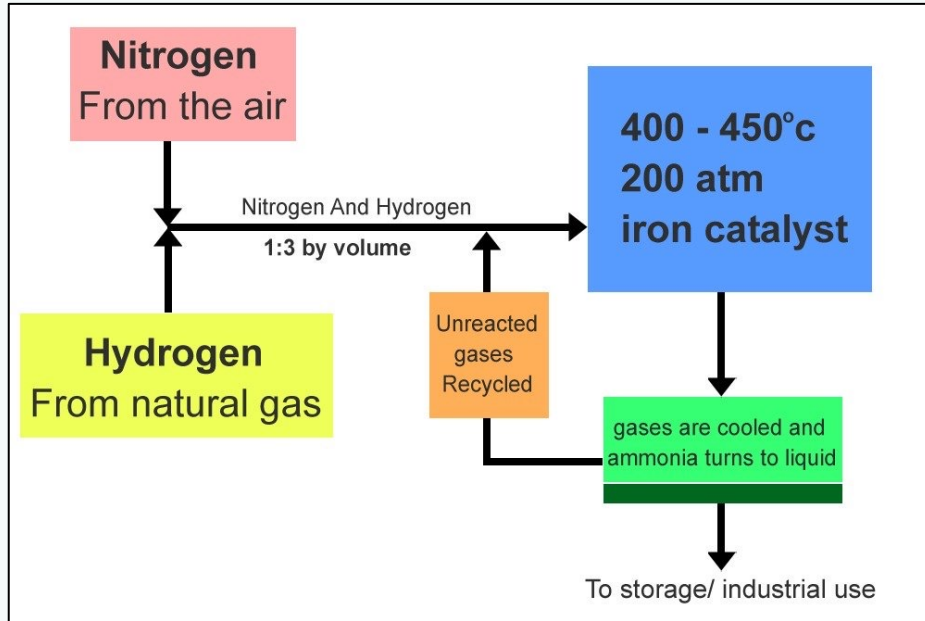 Nitrogen
From the air
Hydrogen
From natural gas
Nitrogen And Hydrogen
1:3 by volume
400 - 450°c
200 atm
iron catalyst
Unreacted
gases
Recycled
gases are cooled and
ammonia turns to liquid
To storage/ industrial use